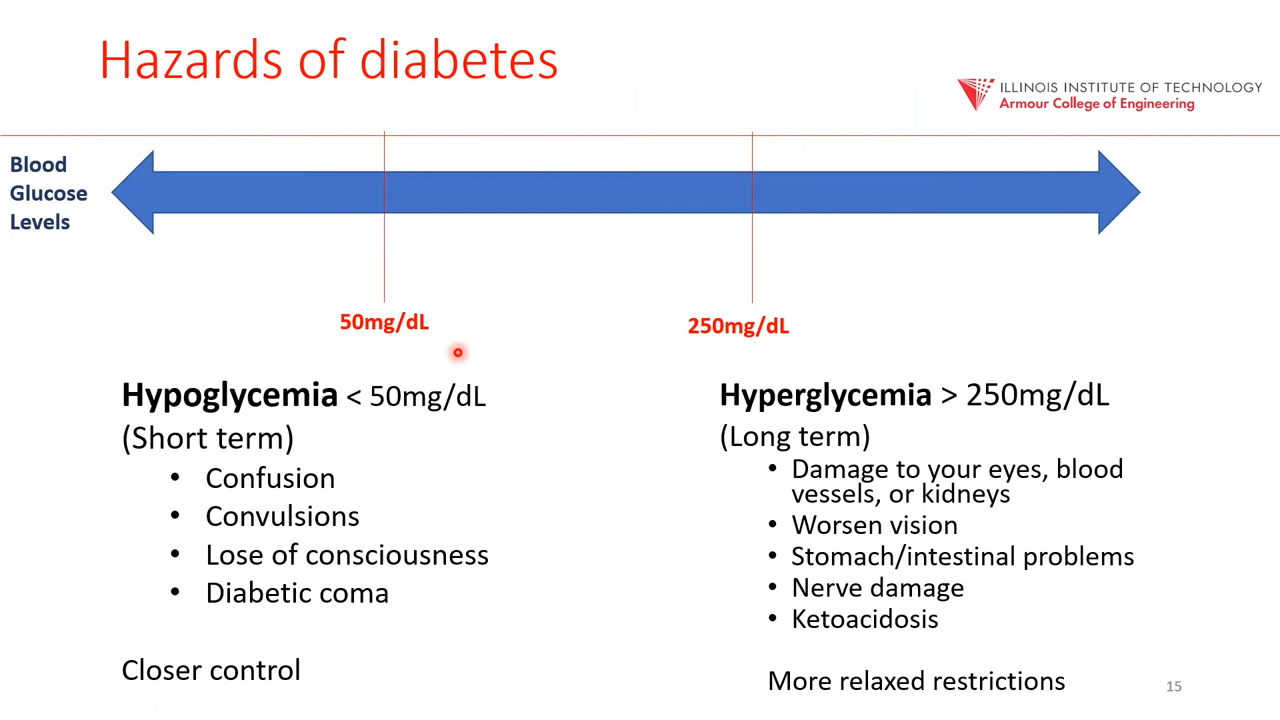 Hazards of diabetes
ILLINOIS INSTITUTE OF TECHNOLOGY
Armour College of Engineering
Blood
Glucose
Levels
50mg/dL
250mg/dL
Hypoglycemia < 50mg/dL
(Short term)
• Confusion
• Convulsions
• Lose of consciousness
• Diabetic coma
Closer control
Hyperglycemia > 250mg/dL
(Long term)
• Damage to your eyes, blood
vessels, or kidneys
• Worsen vision
• Stomach/intestinal problems
• Nerve damage
• Ketoacidosis
More relaxed restrictions
15